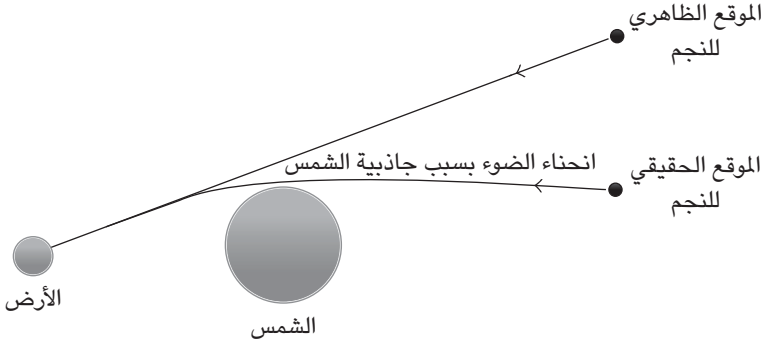 الموقع الظاهري
للنجم
انحناء الضوء بسبب جاذبية الشمس
الموقع الحقيقي
للنجم
الأرض
الشمس